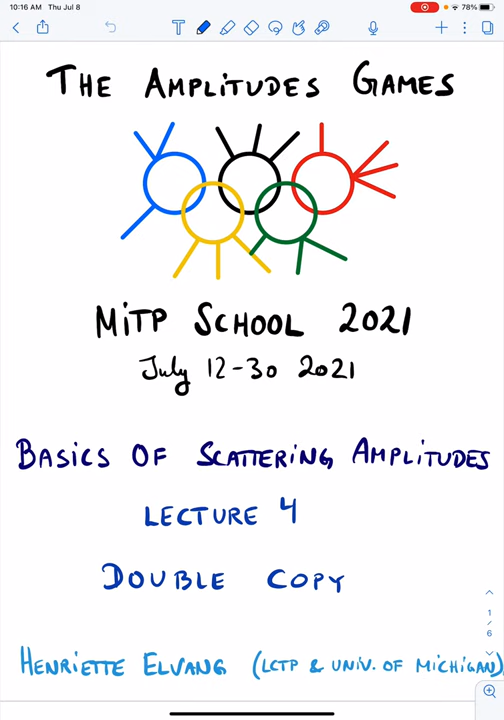 10:16 AM Thu Jul 8
78%
THE AMPLITUDES GAMES
MITP SCHOOL 2021
July 12-30 2021
BASICS OF SCATTERING AMPLITUDES
LECTURE 4
DOUBLE COPY
1
/
6
HENRIETTE ELVANG (LCTP & UNIV. OF MICHIGAN)